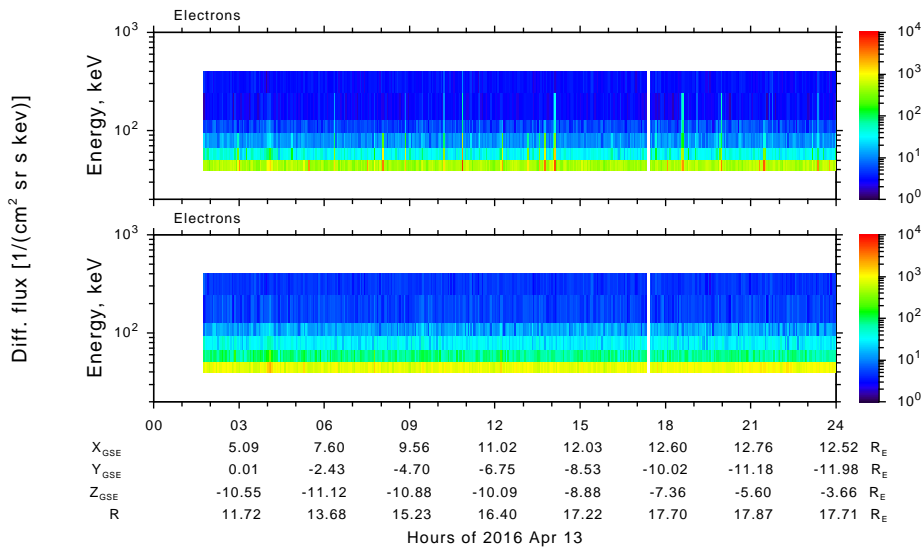 Electrons
Diff. flux [1/(cm² sr s kev)]
Energy, keV
10³
10²
10⁴
10³
10²
10¹
10⁰
Electrons
Energy, keV
10³
10²
10⁴
10³
10²
10¹
10⁰
00 03 06 09 12 15 18 21 24
X_GSE 5.09 7.60 9.56 11.02 12.03 12.60 12.76 12.52 R_E
Y_GSE 0.01 -2.43 -4.70 -6.75 -8.53 -10.02 -11.18 -11.98 R_E
Z_GSE -10.55 -11.12 -10.88 -10.09 -8.88 -7.36 -5.60 -3.66 R_E
R 11.72 13.68 15.23 16.40 17.22 17.70 17.87 17.71 R_E
Hours of 2016 Apr 13